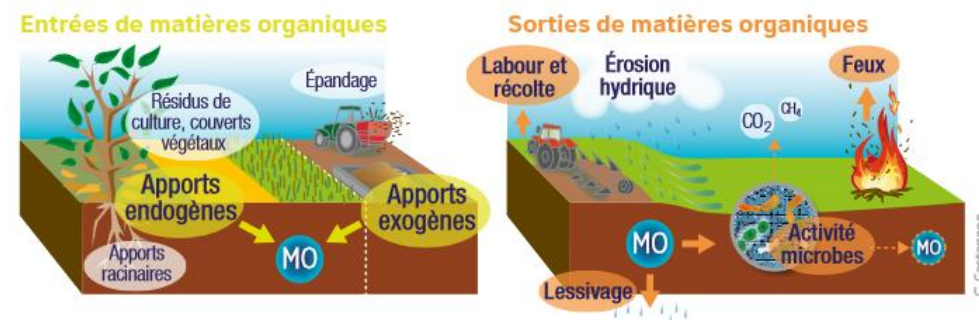 Entrées de matières organiques
Épandage
Résidus de
culture, couverts
végétaux
Apports
endogènes
Apports
exogènes
MO
Apports
racinaires
Sorties de matières organiques
Labour et
récolte
Érosion
hydrique
Feux
CO₂
CH₄
MO
Activité
microbes
MO
Lessivage